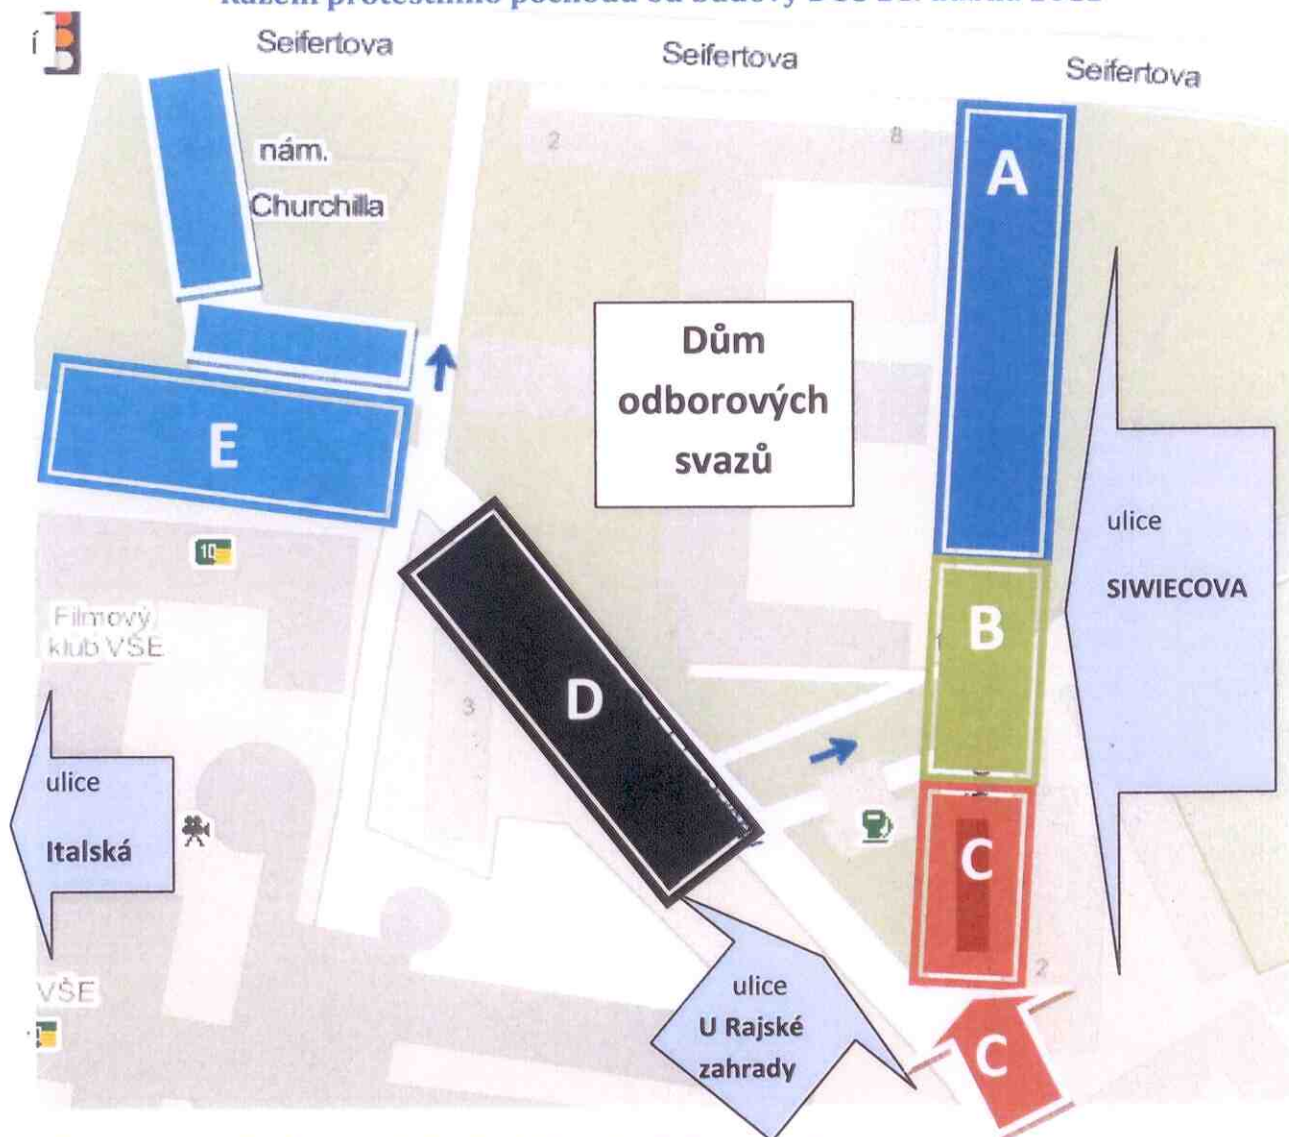 í
Seifertova
Seifertova
Seifertova
nám.
Churchilla
2
8
A
Dům
odborových
svazů
E
ulice
SIWIECOVA
10
B
Filmový
klub VŠE
D
3
ulice
Italská
C
VŠE
2
ulice
U Rajské
zahrady
C